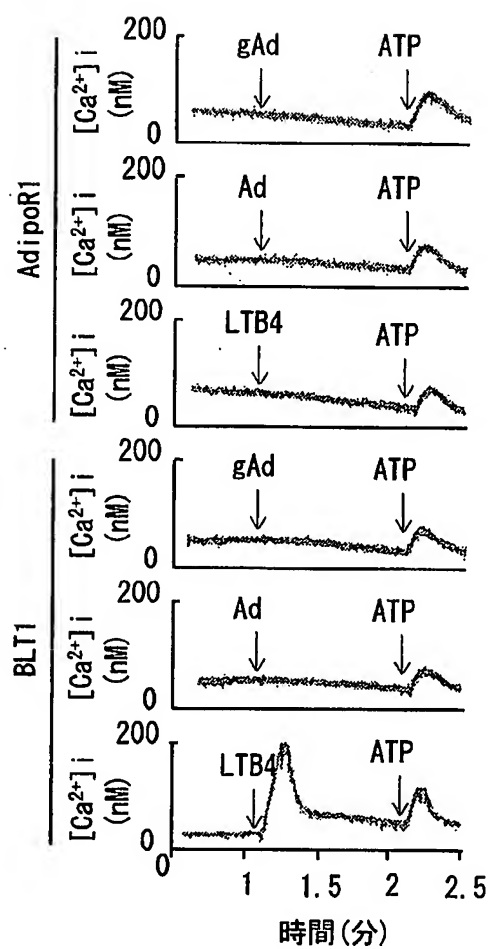 AdipoR1
200
[Ca²⁺]i
(nM)
0
gAd
ATP
200
[Ca²⁺]i
(nM)
0
Ad
ATP
200
[Ca²⁺]i
(nM)
0
LTB4
ATP
BLT1
200
[Ca²⁺]i
(nM)
0
gAd
ATP
200
[Ca²⁺]i
(nM)
0
Ad
ATP
200
[Ca²⁺]i
(nM)
0
LTB4
ATP
0 1 1.5 2 2.5
時間(分)